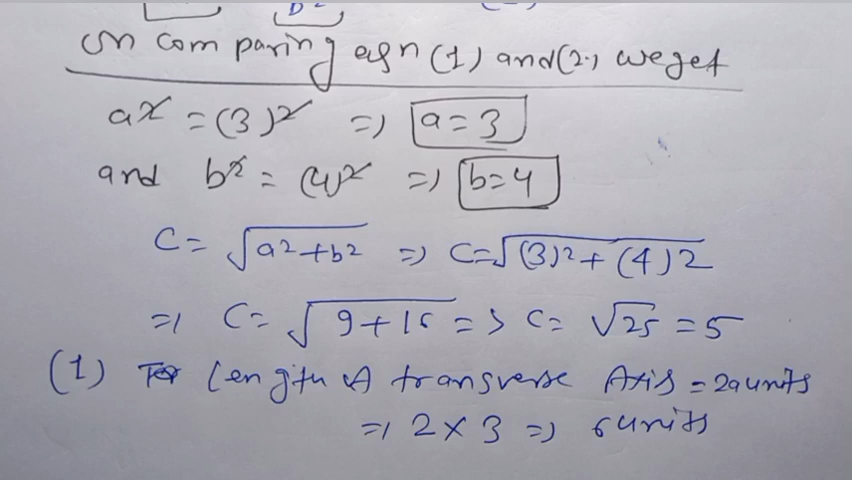 On comparing eqn (1) and (2), we get
a² = (3)² => a = 3
and b² = (4)² => b=4
C = √a²+b² => C=√(3)²+(4)2
=> C= √9+16 => C= √25 = 5
(1) Length of transverse Axis = 2a units
=> 2 × 3 => 6 units